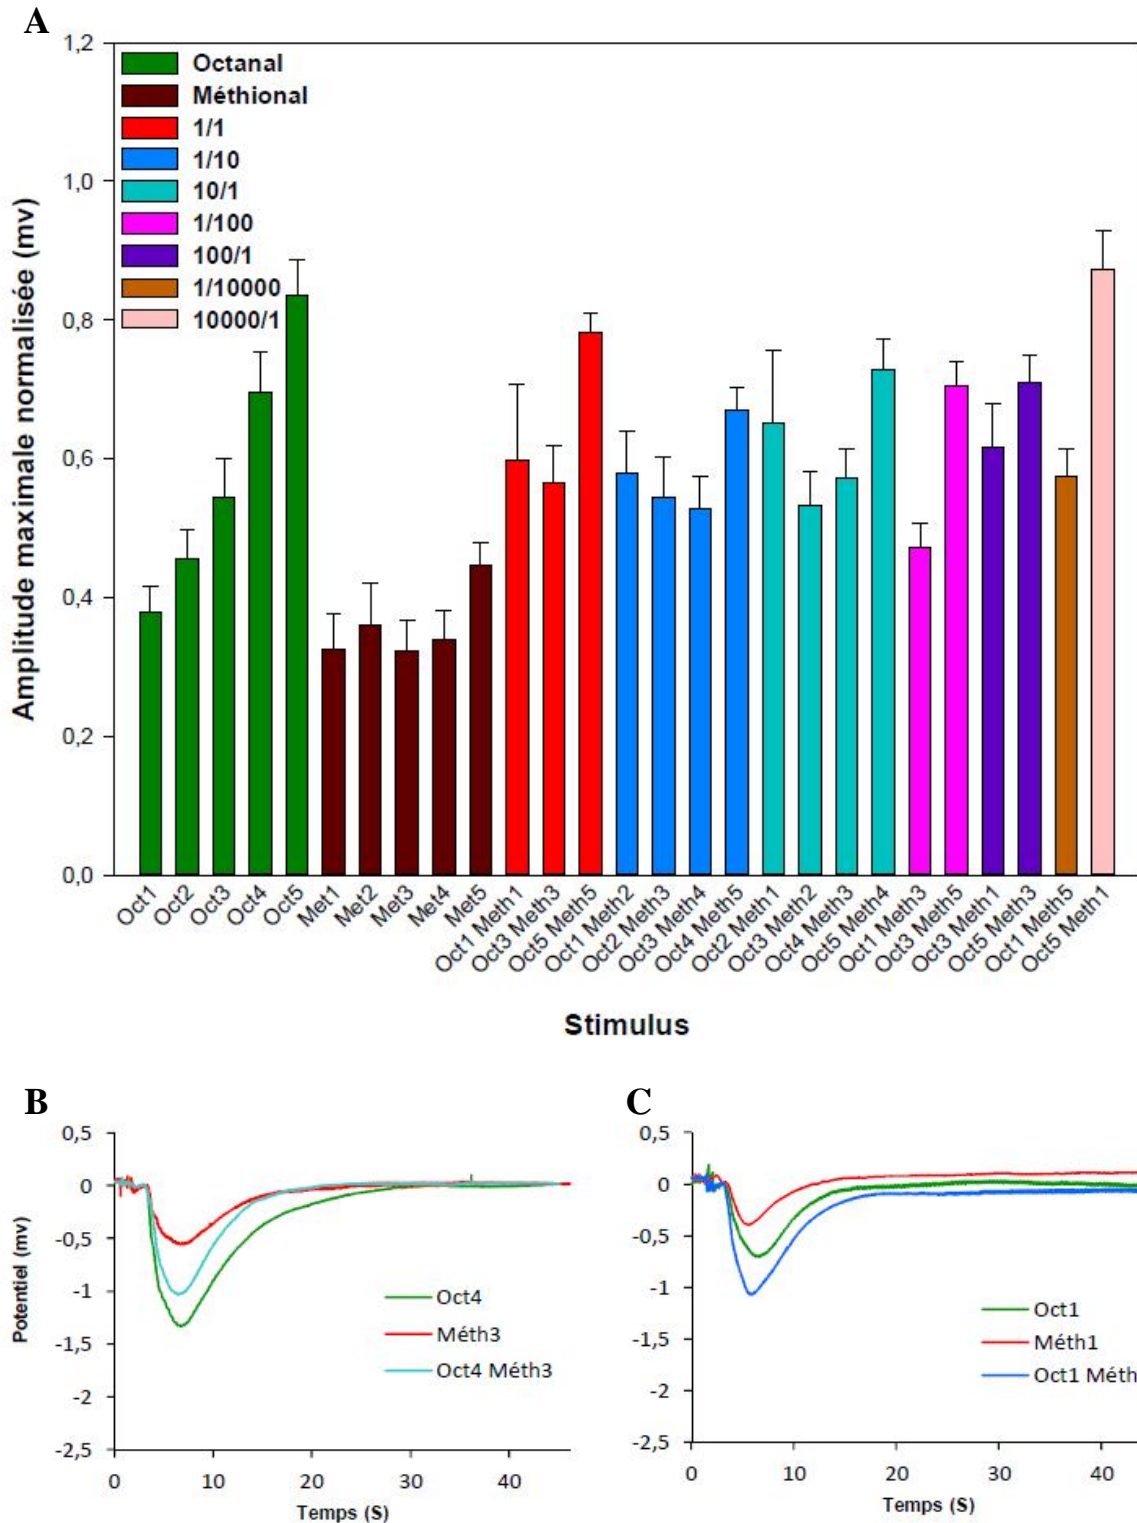 A
1,2
1,0
0,8
0,6
0,4
0,2
0,0
Amplitude maximale normalisée (mv)
Octanal
Méthional
1/1
1/10
10/1
1/100
100/1
1/10000
10000/1
Oct1
Oct2
Oct3
Oct4
Oct5
Met1
Met2
Met3
Met4
Met5
Oct1 Meth1
Oct3 Meth3
Oct5 Meth5
Oct1 Meth2
Oct2 Meth3
Oct3 Meth4
Oct4 Meth5
Oct2 Meth1
Oct3 Meth2
Oct4 Meth3
Oct5 Meth4
Oct1 Meth3
Oct3 Meth5
Oct3 Meth1
Oct5 Meth3
Oct1 Meth5
Oct5 Meth1
Stimulus
B
0,5
0
-0,5
-1
-1,5
-2
-2,5
Potentiel (mv)
Oct4
Méth3
Oct4 Méth3
0
10
20
30
40
Temps (S)
C
0,5
0
-0,5
-1
-1,5
-2
-2,5
Oct1
Méth1
Oct1 Méth
0
10
20
30
40
Temps (S)